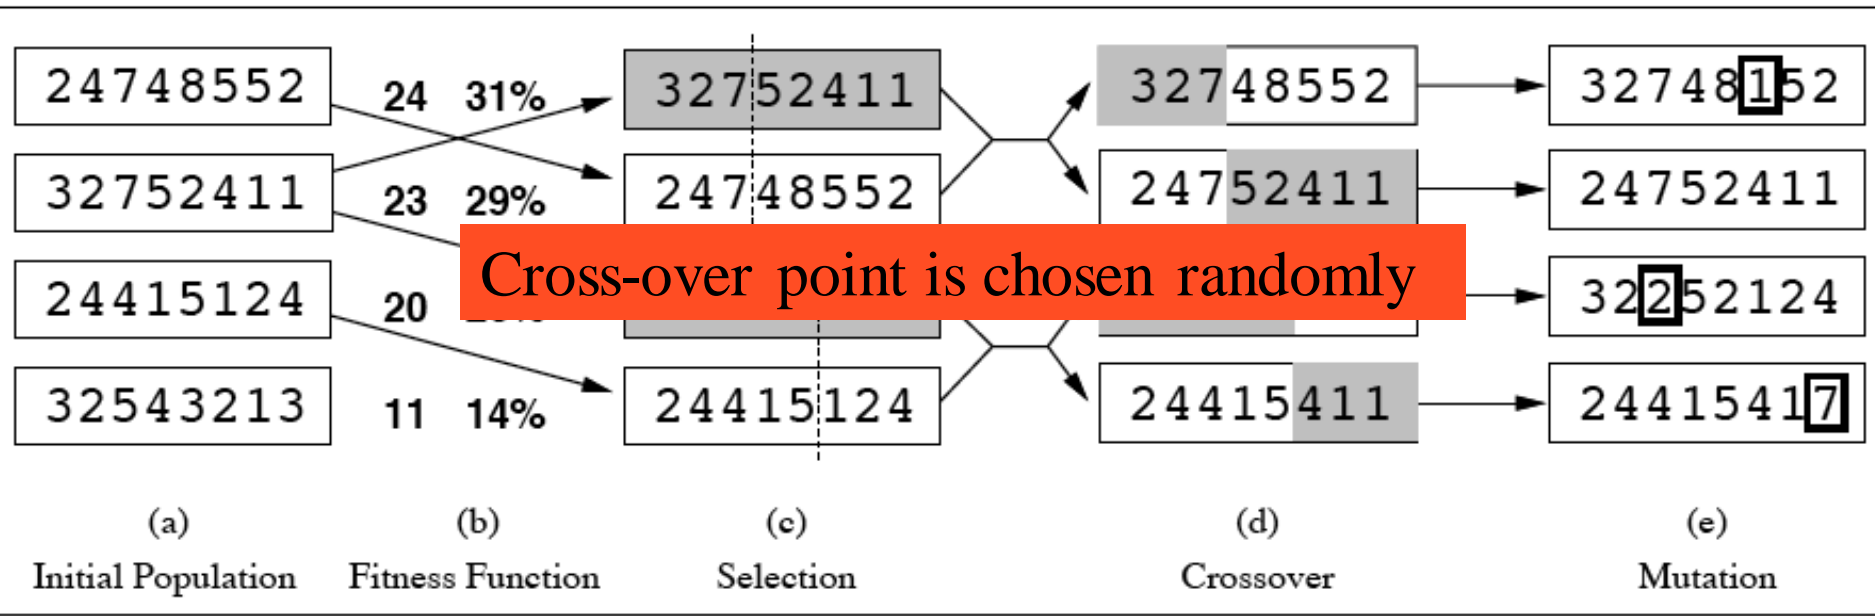 24748552 24 31% 32752411 32748552 32748152
32752411 23 29% 24748552 24752411 24752411
Cross-over point is chosen randomly
24415124 20 32252124
32543213 11 14% 24415124 24415411 24415417
(a) (b) (c) (d) (e)
Initial Population Fitness Function Selection Crossover Mutation